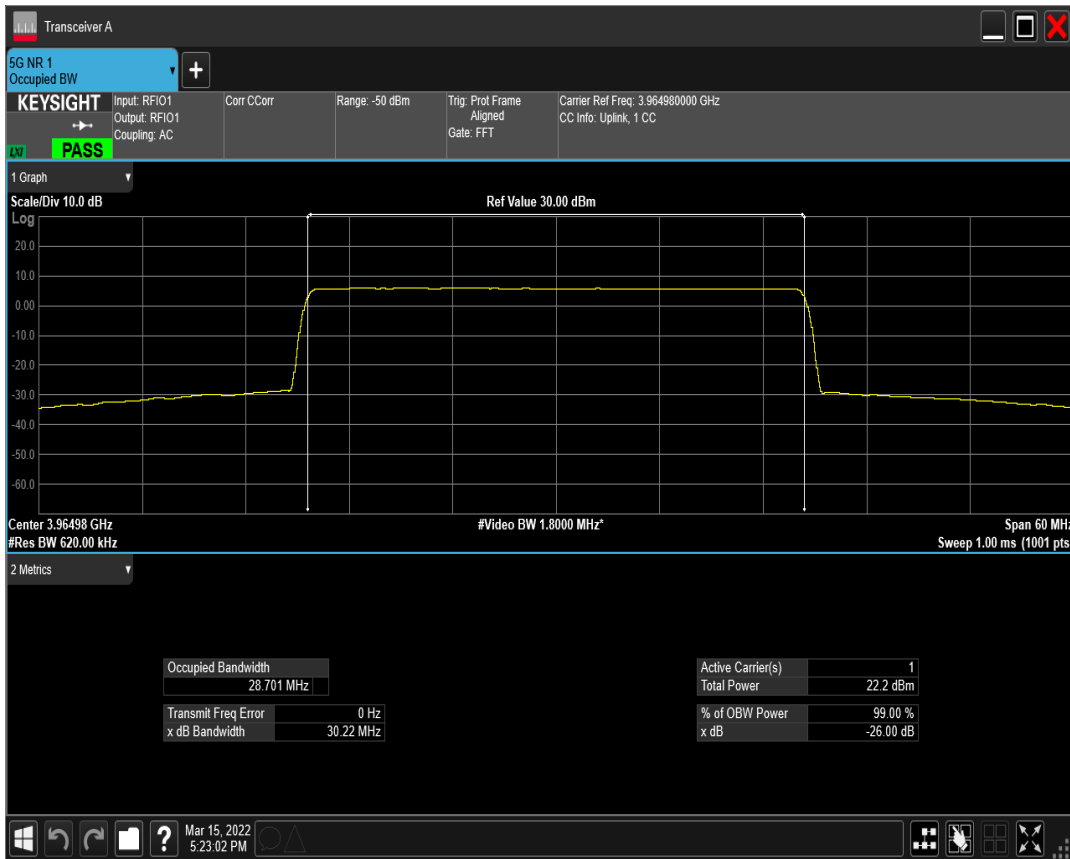 Transceiver A
5G NR 1
Occupied BW
+
KEYSIGHT
LXI
PASS
Input: RFIO1
Output: RFIO1
Coupling: AC
Corr CCorr
Range: -50 dBm
Trig: Prot Frame
Aligned
Gate: FFT
Carrier Ref Freq: 3.964980000 GHz
CC Info: Uplink, 1 CC
1 Graph
Scale/Div 10.0 dB
Ref Value 30.00 dBm
Log
20.0
10.0
0.00
-10.0
-20.0
-30.0
-40.0
-50.0
-60.0
Center 3.96498 GHz
#Video BW 1.8000 MHz*
Span 60 MHz
#Res BW 620.00 kHz
Sweep 1.00 ms (1001 pts
2 Metrics
Occupied Bandwidth
28.701 MHz
Transmit Freq Error 0 Hz
x dB Bandwidth 30.22 MHz
Active Carrier(s) 1
Total Power 22.2 dBm
% of OBW Power 99.00 %
x dB -26.00 dB
?
Mar 15, 2022
5:23:02 PM